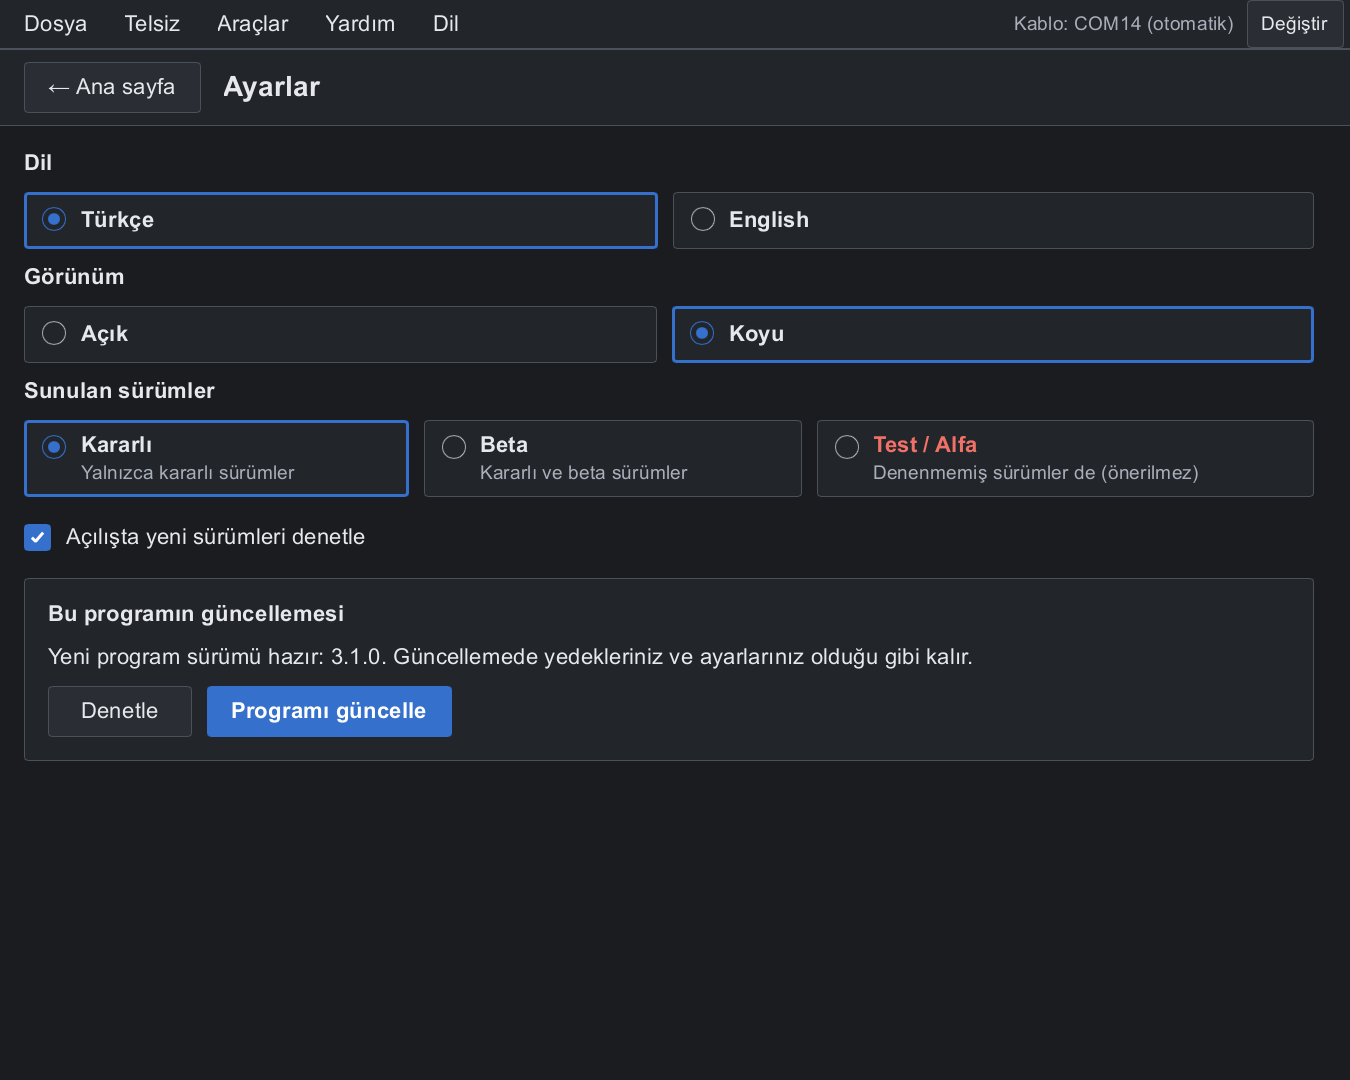 Dosya Telsiz Araçlar Yardım Dil Kablo: COM14 (otomatik) Değiştir
← Ana sayfa Ayarlar
Dil
Türkçe English
Görünüm
Açık Koyu
Sunulan sürümler
Kararlı Beta Test / Alfa
Yalnızca kararlı sürümler Kararlı ve beta sürümler Denenmemiş sürümler de (önerilmez)
Açılışta yeni sürümleri denetle
Bu programın güncellemesi
Yeni program sürümü hazır: 3.1.0. Güncellemede yedekleriniz ve ayarlarınız olduğu gibi kalır.
Denetle Programı güncelle